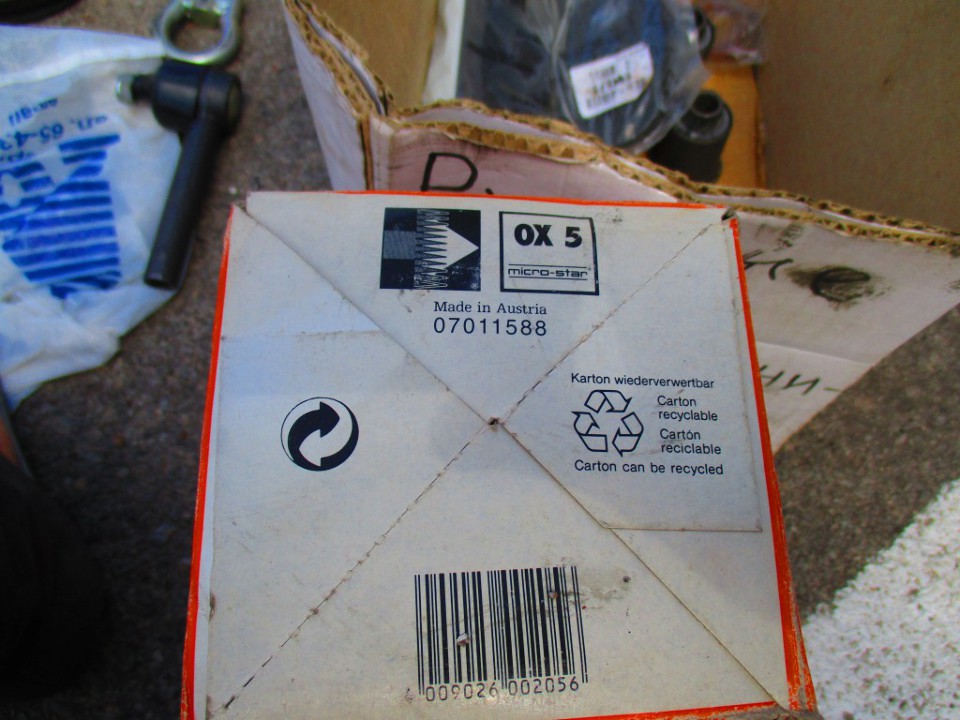 OX 5
micro-star
Made in Austria
07011588
Karton wiederverwertbar
Carton
recyclable
Cartón
reciclable
Carton can be recycled
4 009026 002056